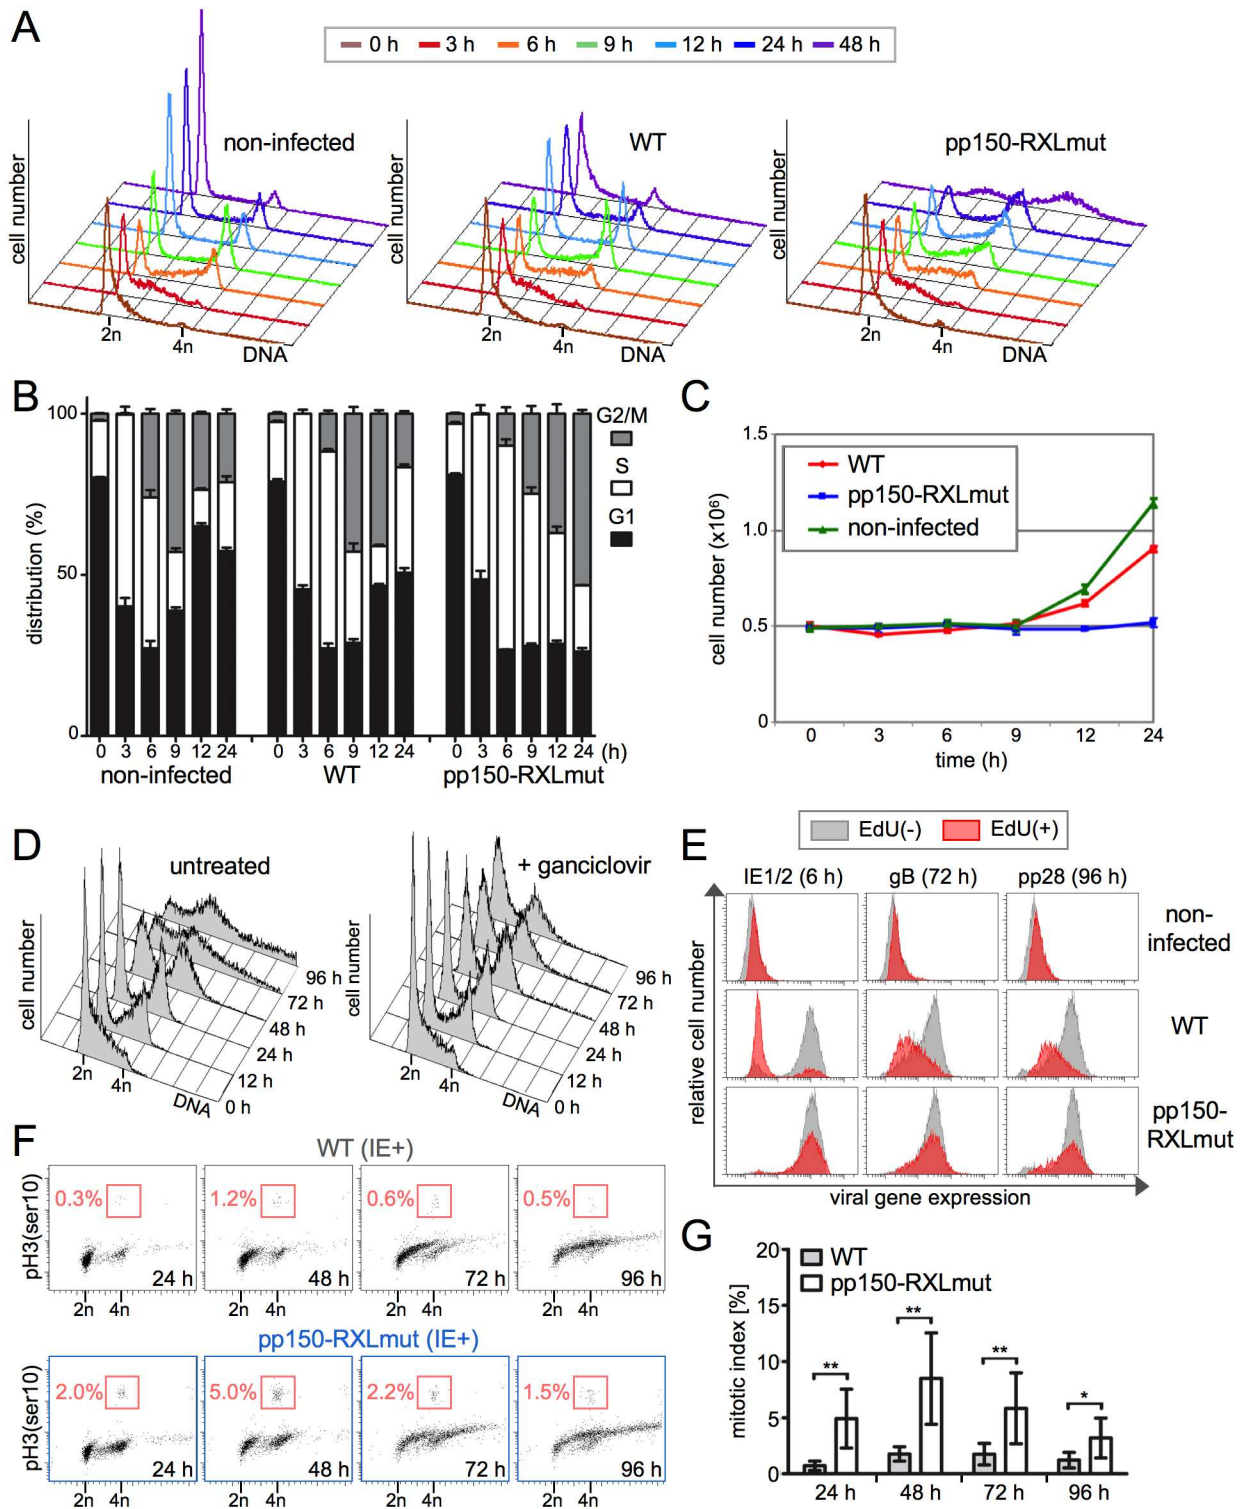 A
0 h 3 h 6 h 9 h 12 h 24 h 48 h
non-infected WT pp150-RXLmut
cell number cell number cell number
2n 4n DNA 2n 4n DNA 2n 4n DNA
B
distribution (%)
100
50
0
G2/M
S
G1
0 3 6 9 12 24 0 3 6 9 12 24 0 3 6 9 12 24 (h)
non-infected WT pp150-RXLmut
C
cell number (x10⁶)
1.5
1.0
0.5
0
WT
pp150-RXLmut
non-infected
0 3 6 9 12 24
time (h)
D
untreated + ganciclovir
cell number cell number
96 h 96 h
72 h 72 h
48 h 48 h
24 h 24 h
12 h 12 h
0 h 0 h
2n 4n DNA 2n 4n DNA
E
EdU(-) EdU(+)
IE1/2 (6 h) gB (72 h) pp28 (96 h)
relative cell number
non-
infected
WT
pp150-
RXLmut
viral gene expression
F
WT (IE+)
pH3(ser10)
0.3% 1.2% 0.6% 0.5%
24 h 48 h 72 h 96 h
2n 4n 2n 4n 2n 4n 2n 4n
pp150-RXLmut (IE+)
pH3(ser10)
2.0% 5.0% 2.2% 1.5%
24 h 48 h 72 h 96 h
2n 4n 2n 4n 2n 4n 2n 4n
G
mitotic index [%]
20
15
10
5
0
WT
pp150-RXLmut
** ** ** *
24 h 48 h 72 h 96 h